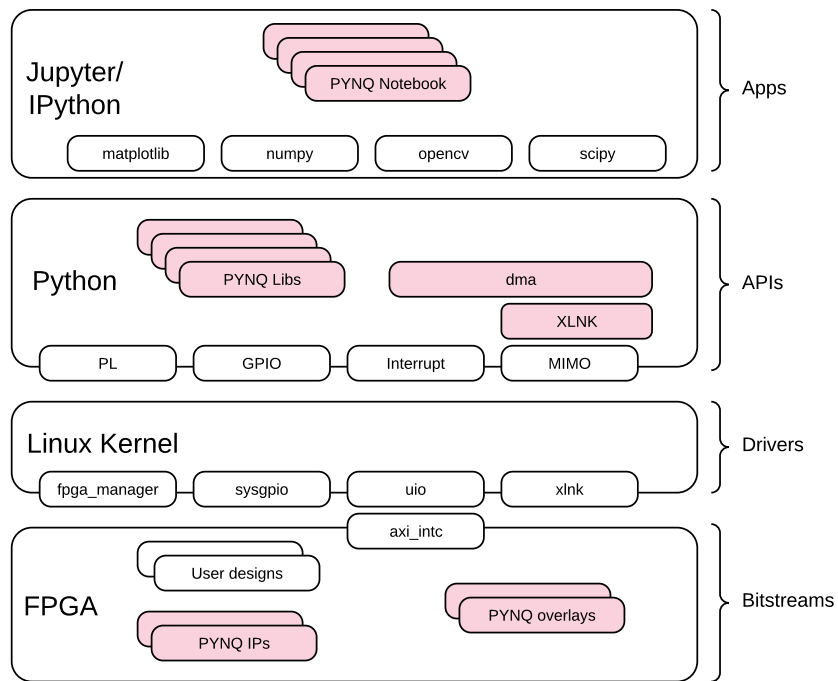 Jupyter/
IPython
PYNQ Notebook
Apps
matplotlib
numpy
opencv
scipy
Python
PYNQ Libs
dma
APIs
XLNK
PL
GPIO
Interrupt
MIMO
Linux Kernel
Drivers
fpga_manager
sysgpio
uio
xlnk
axi_intc
FPGA
User designs
PYNQ IPs
PYNQ overlays
Bitstreams